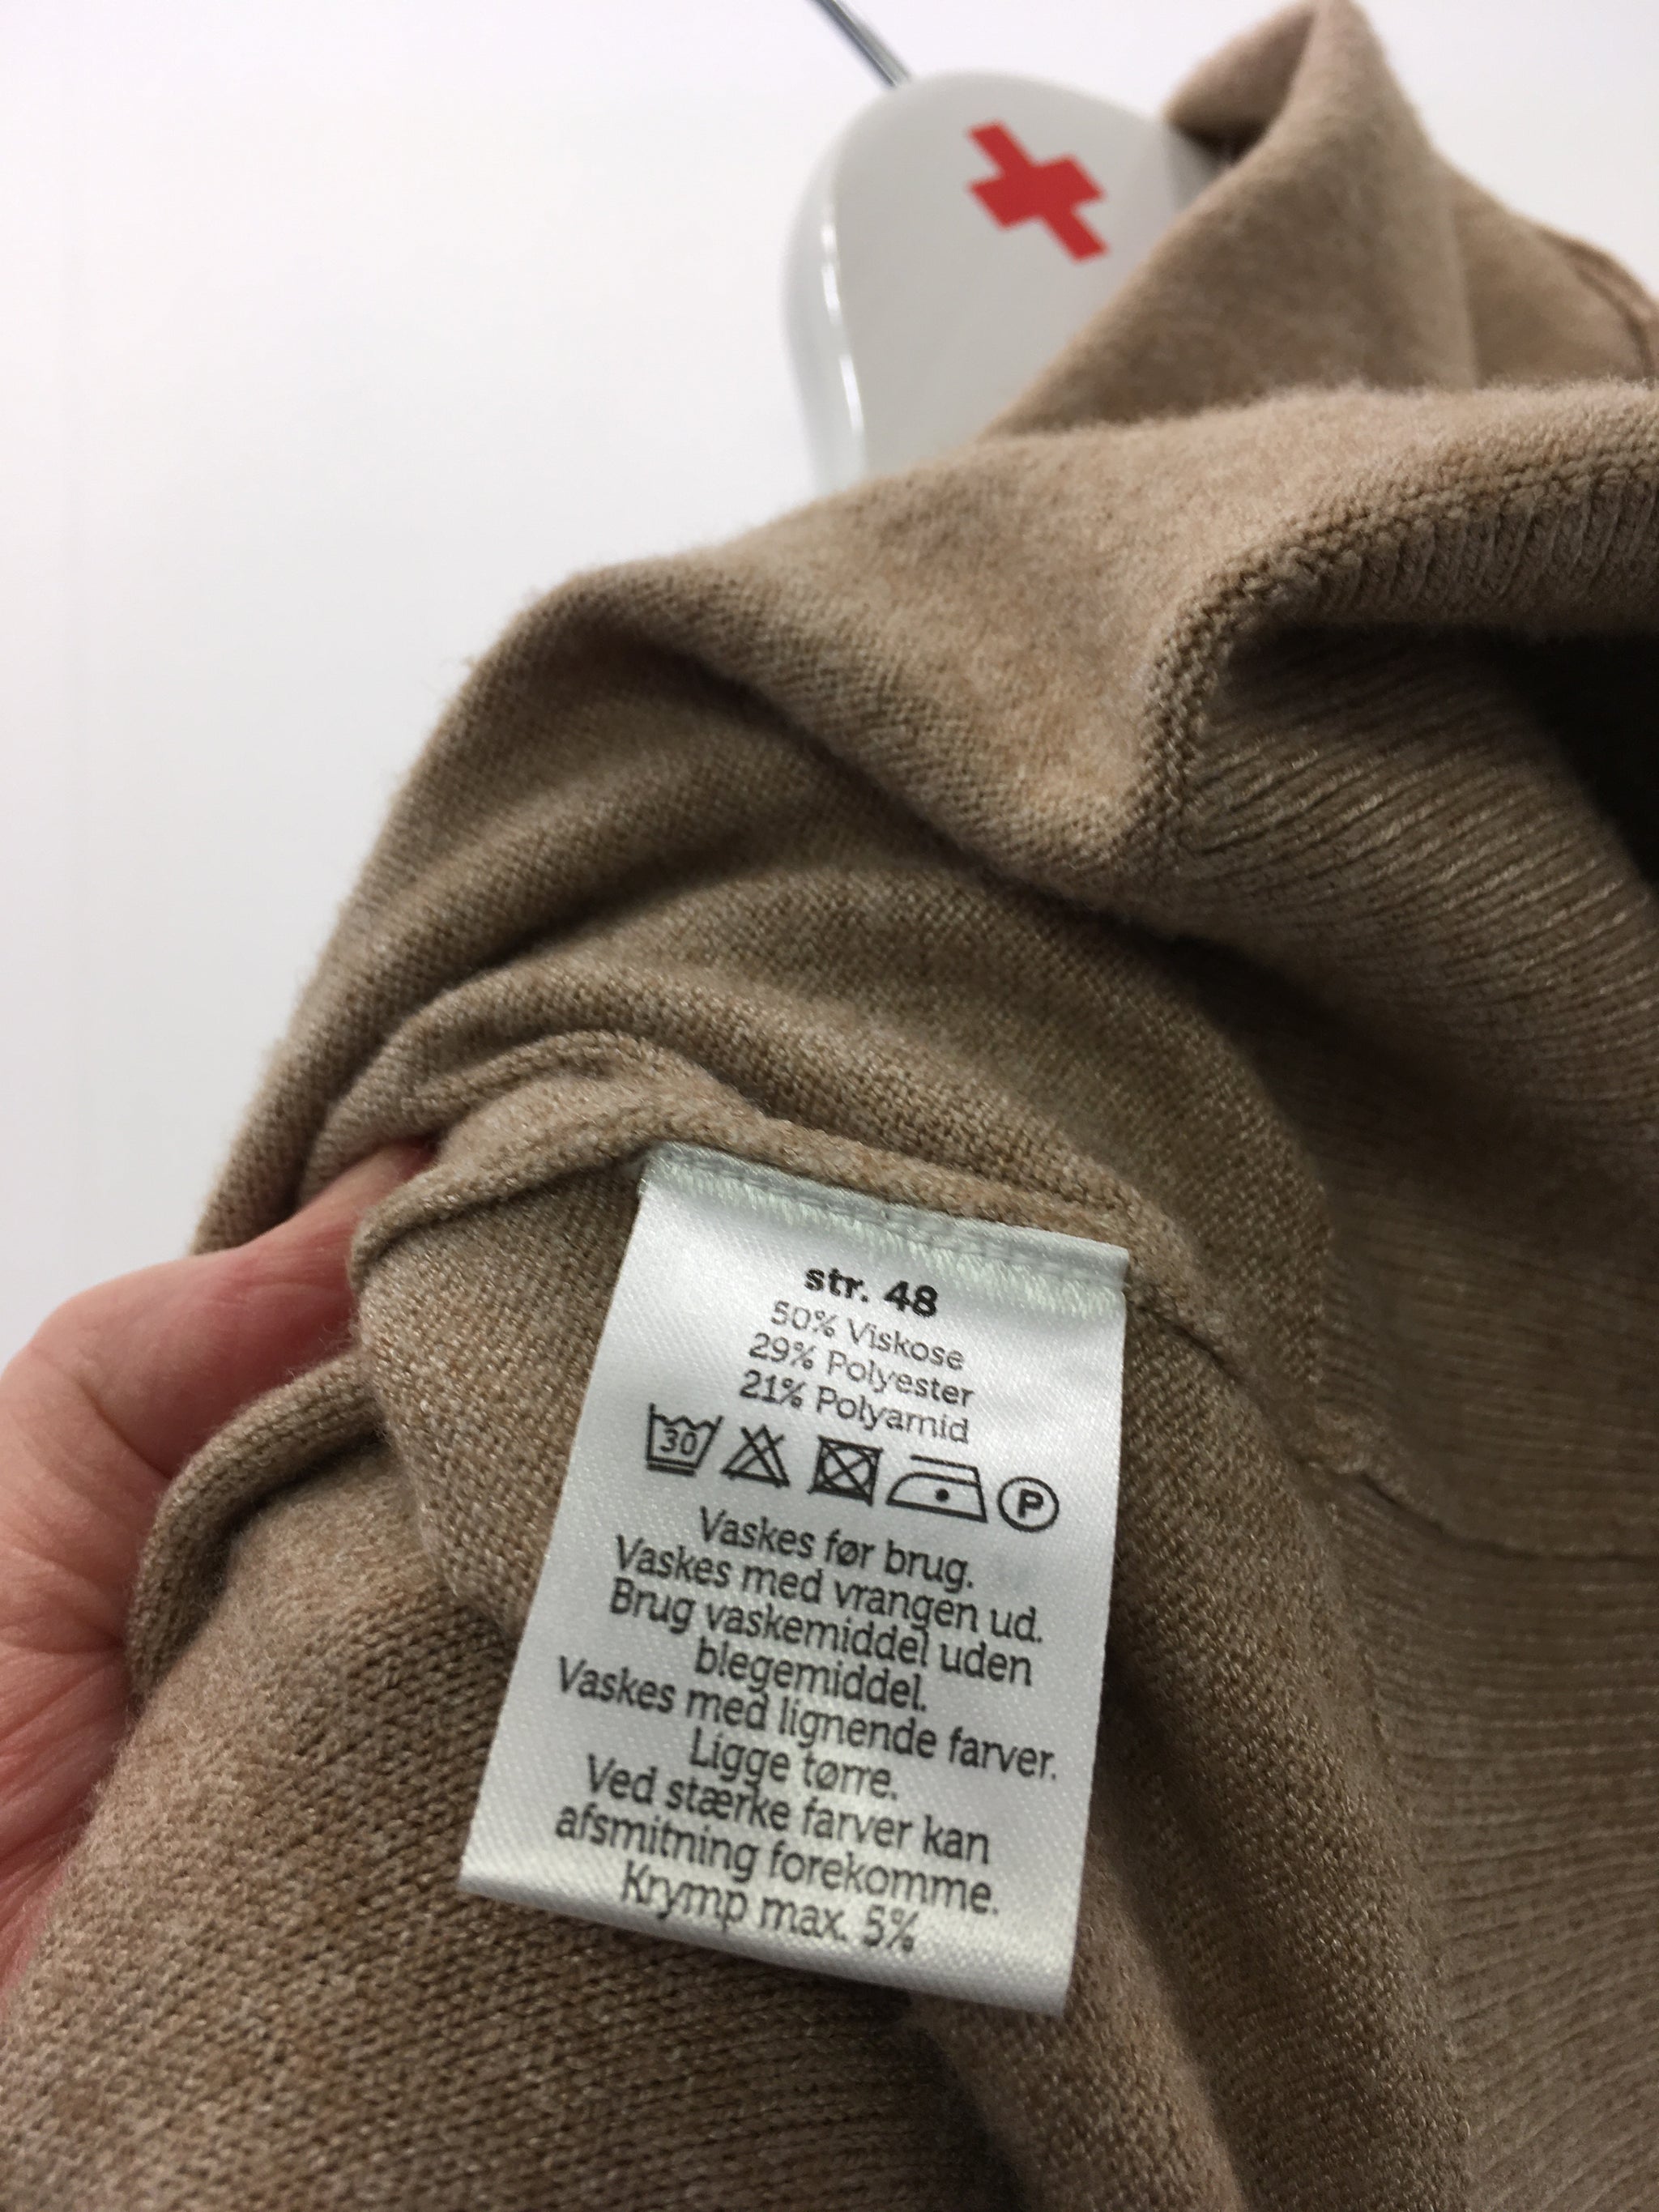 str. 48
50% Viskose
29% Polyester
21% Polyamid
30
P
Vaskes før brug.
Vaskes med vrangen ud.
Brug vaskemiddel uden
blegemiddel.
Vaskes med lignende farver.
Ligge tørre.
Ved stærke farver kan
afsmitning forekomme.
Krymp max. 5%